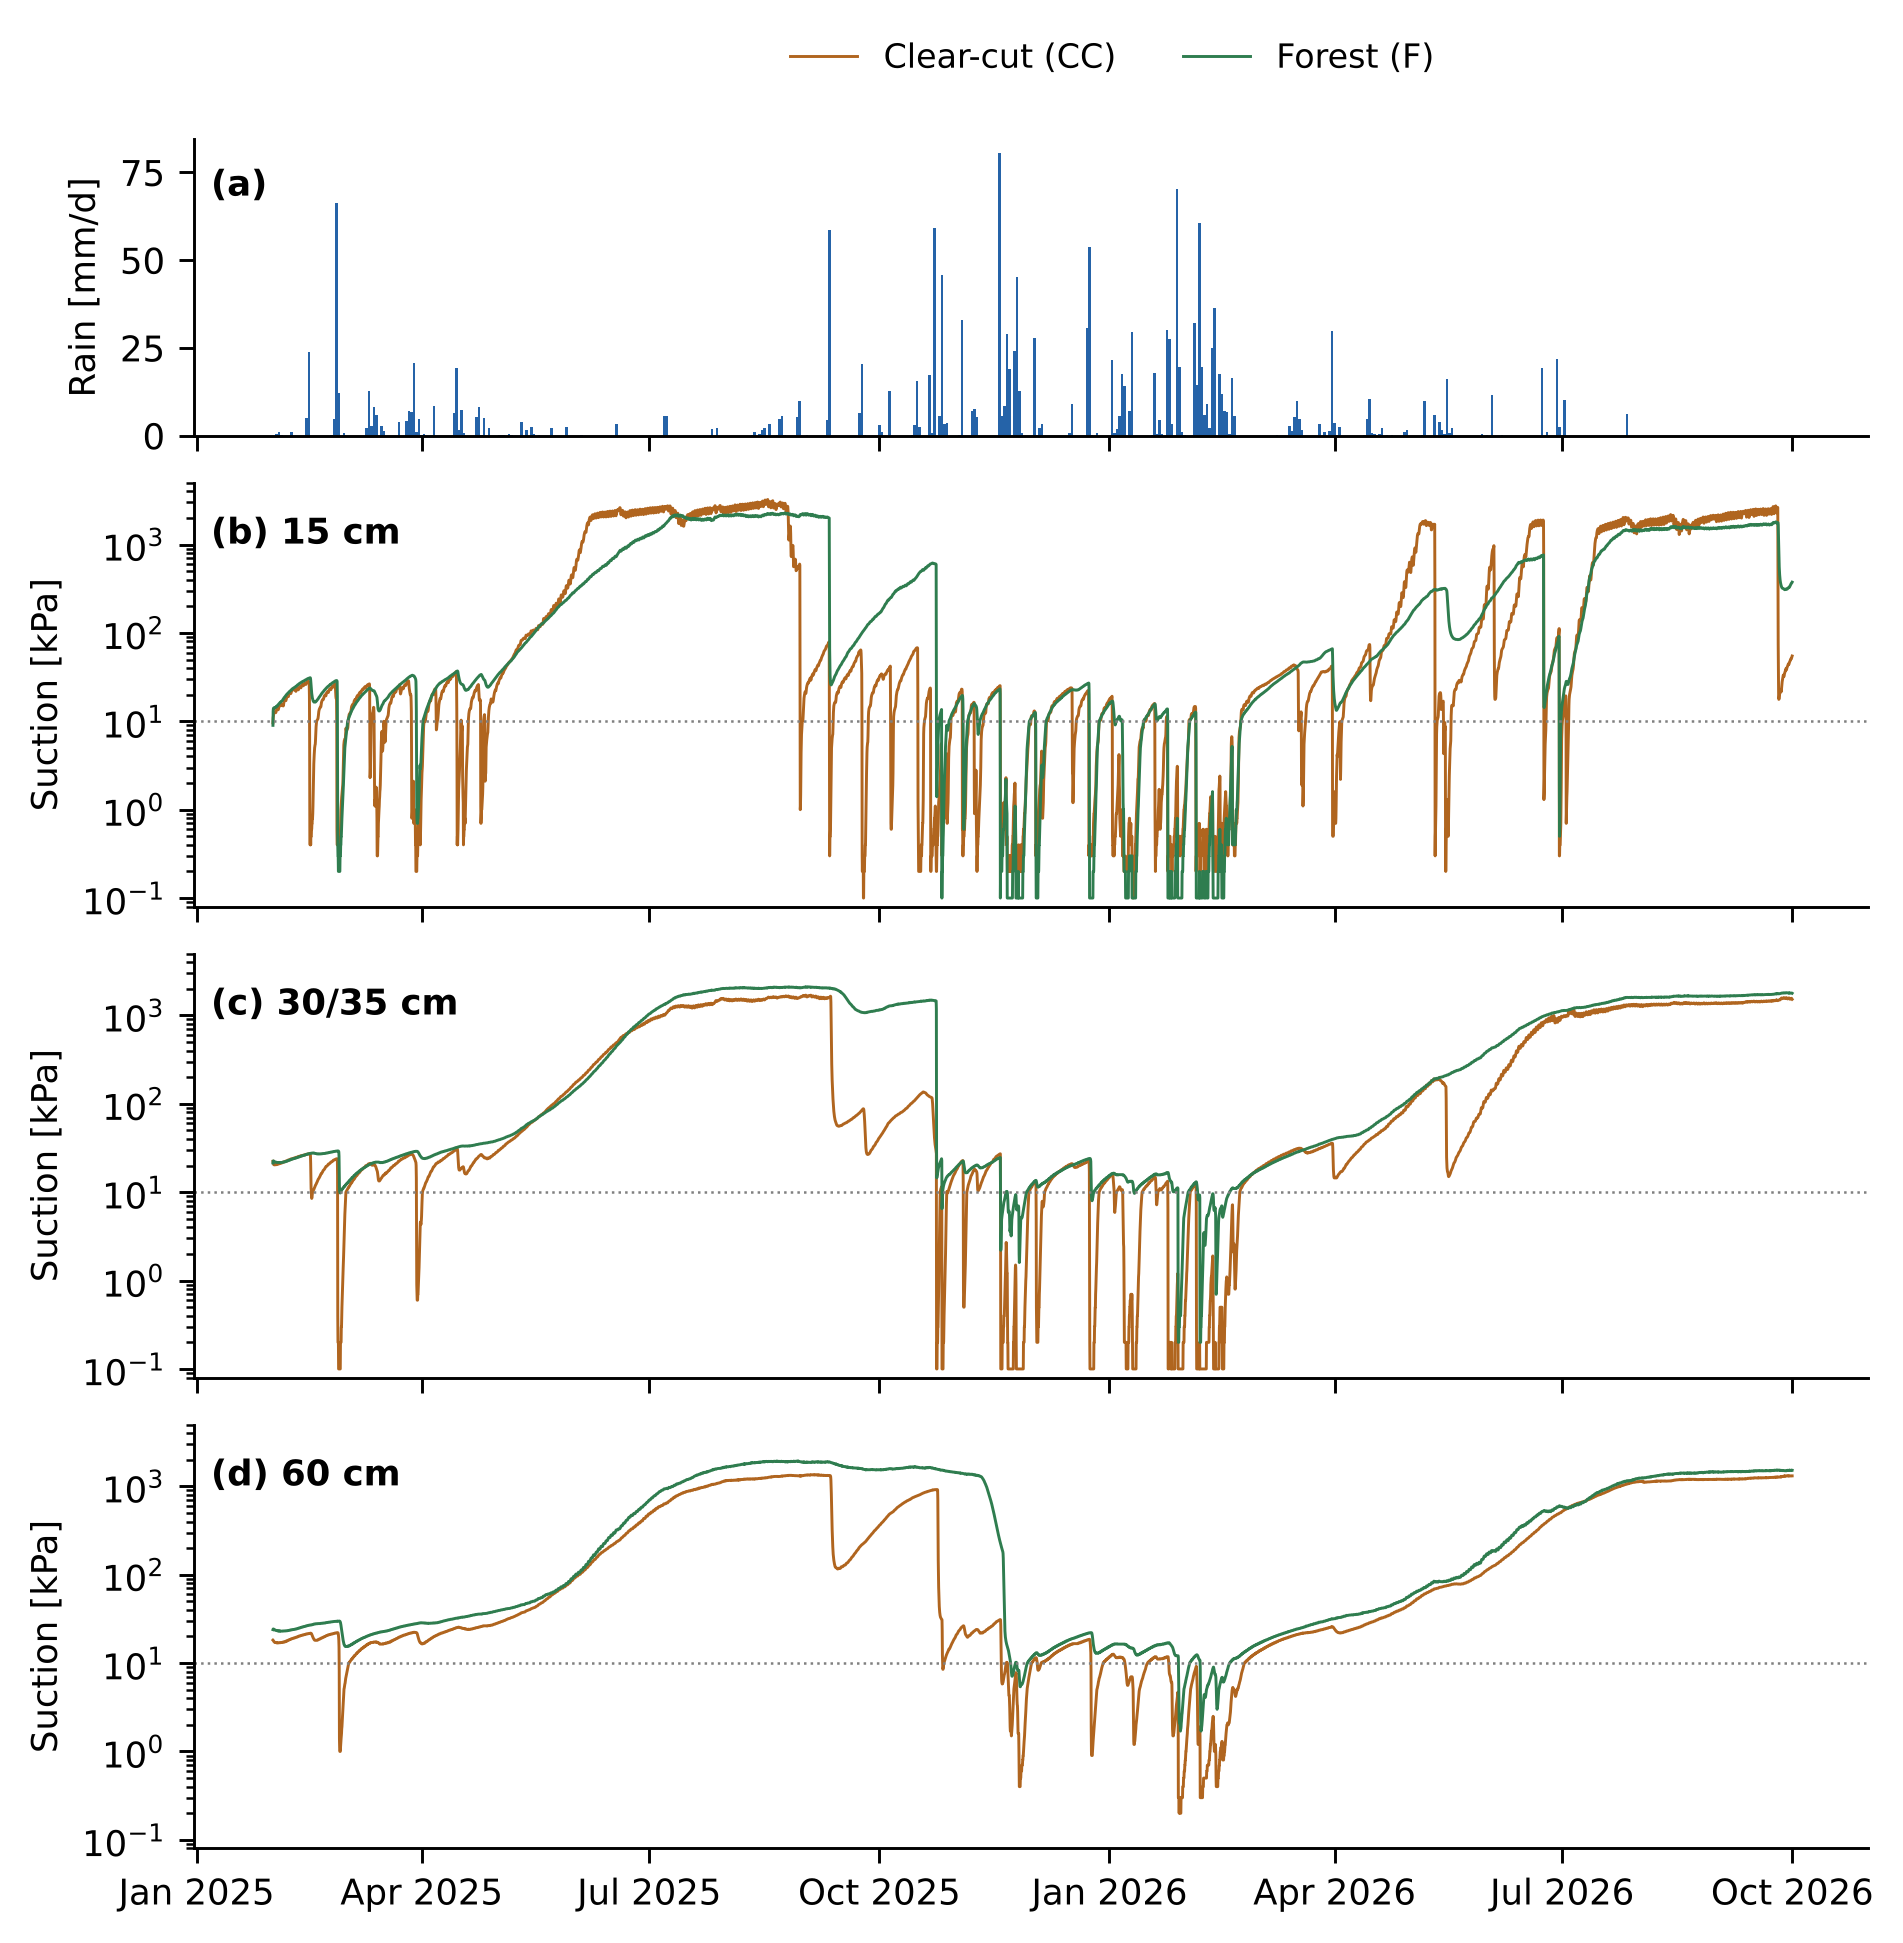 Clear-cut (CC) Forest (F)
(a)
Rain [mm/d]
75
50
25
0
(b) 15 cm
Suction [kPa]
10³
10²
10¹
10⁰
10⁻¹
(c) 30/35 cm
Suction [kPa]
10³
10²
10¹
10⁰
10⁻¹
(d) 60 cm
Suction [kPa]
10³
10²
10¹
10⁰
10⁻¹
Jan 2025 Apr 2025 Jul 2025 Oct 2025 Jan 2026 Apr 2026 Jul 2026 Oct 2026